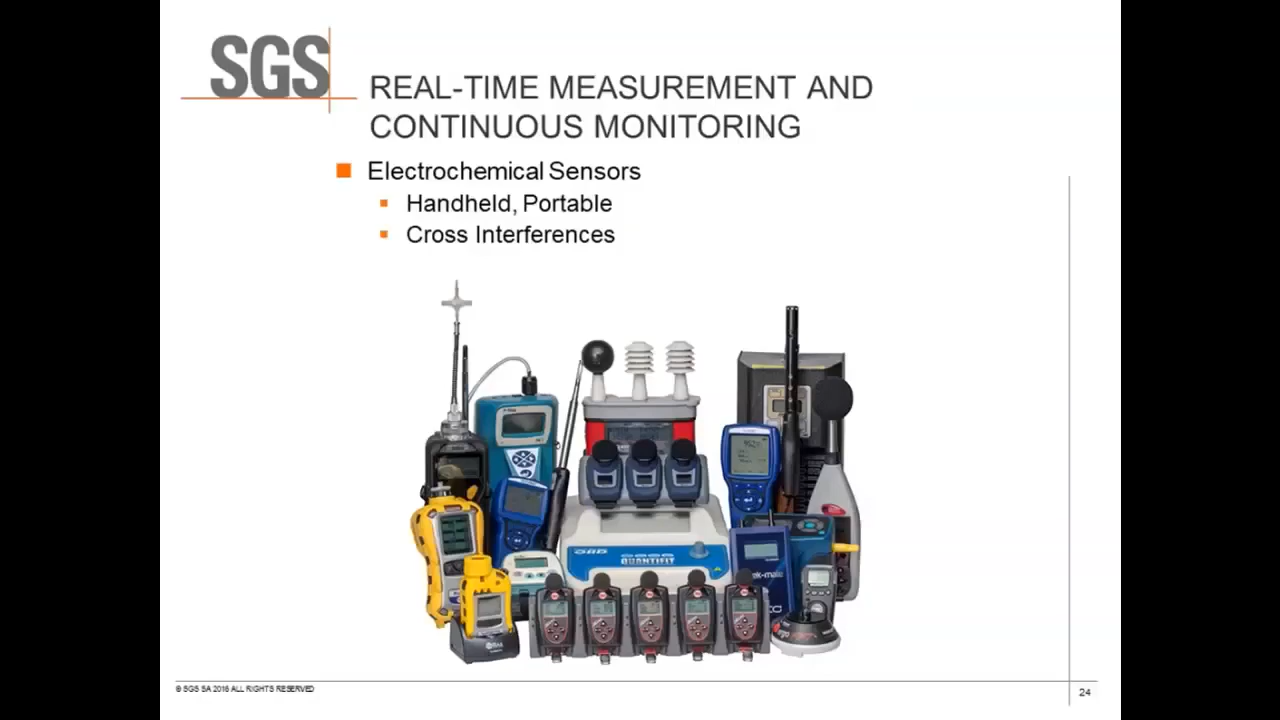 SGS
REAL-TIME MEASUREMENT AND
CONTINUOUS MONITORING
Electrochemical Sensors
Handheld, Portable
Cross Interferences
QUANTIFIT
© SGS SA 2016 ALL RIGHTS RESERVED
24